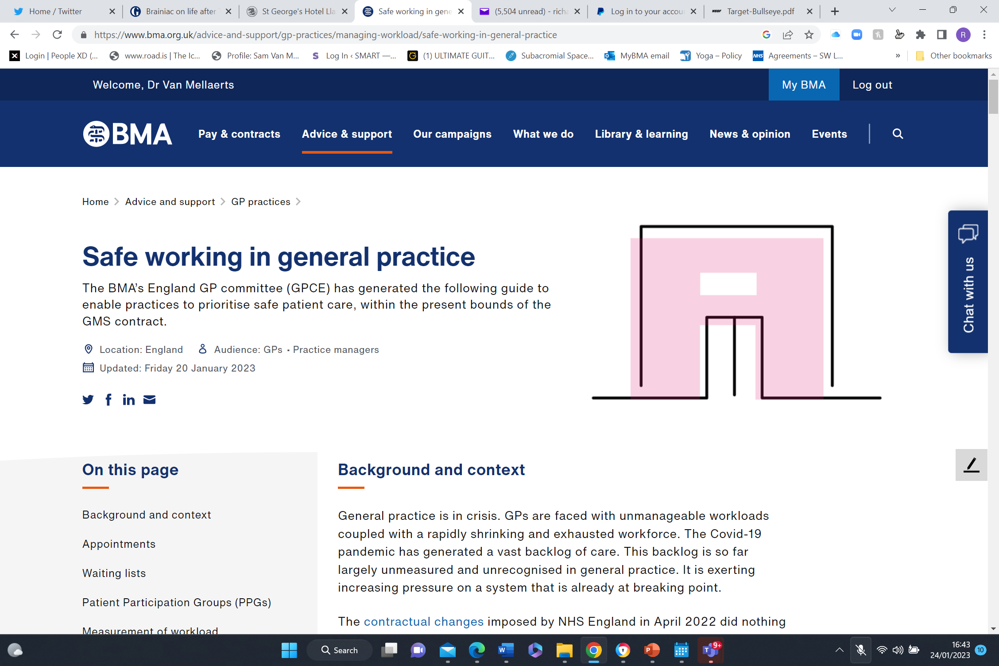 Home / Twitter
Brainiac on life after
St George's Hotel Lla
Safe working in gene
(5,504 unread) - richa
Log in to your accou
NSSF Target-Bullseye.pdf
https://www.bma.org.uk/advice-and-support/gp-practices/managing-workload/safe-working-in-general-practice
R
Login | People XD (...
www.road.is | The Ic...
Profile: Sam Van M...
S Log In ‹ SMART —...
(1) ULTIMATE GUIT...
Subacromial Space...
MyBMA email
Yoga – Policy
NHS Agreements – SW L...
»
Other bookmarks
Welcome, Dr Van Mellaerts
My BMA
Log out
BMA
Pay & contracts
Advice & support
Our campaigns
What we do
Library & learning
News & opinion
Events
Home
Advice and support
GP practices
Safe working in general practice
The BMA’s England GP committee (GPCE) has generated the following guide to
enable practices to prioritise safe patient care, within the present bounds of the
GMS contract.
Location: England
Audience: GPs • Practice managers
Updated: Friday 20 January 2023
Chat with us
On this page
Background and context
Appointments
Waiting lists
Patient Participation Groups (PPGs)
Measurement of workload
Background and context
General practice is in crisis. GPs are faced with unmanageable workloads
coupled with a rapidly shrinking and exhausted workforce. The Covid-19
pandemic has generated a vast backlog of care. This backlog is so far
largely unmeasured and unrecognised in general practice. It is exerting
increasing pressure on a system that is already at breaking point.
The contractual changes imposed by NHS England in April 2022 did nothing
Search
W
P
T
9+
16:43
24/01/2023
10